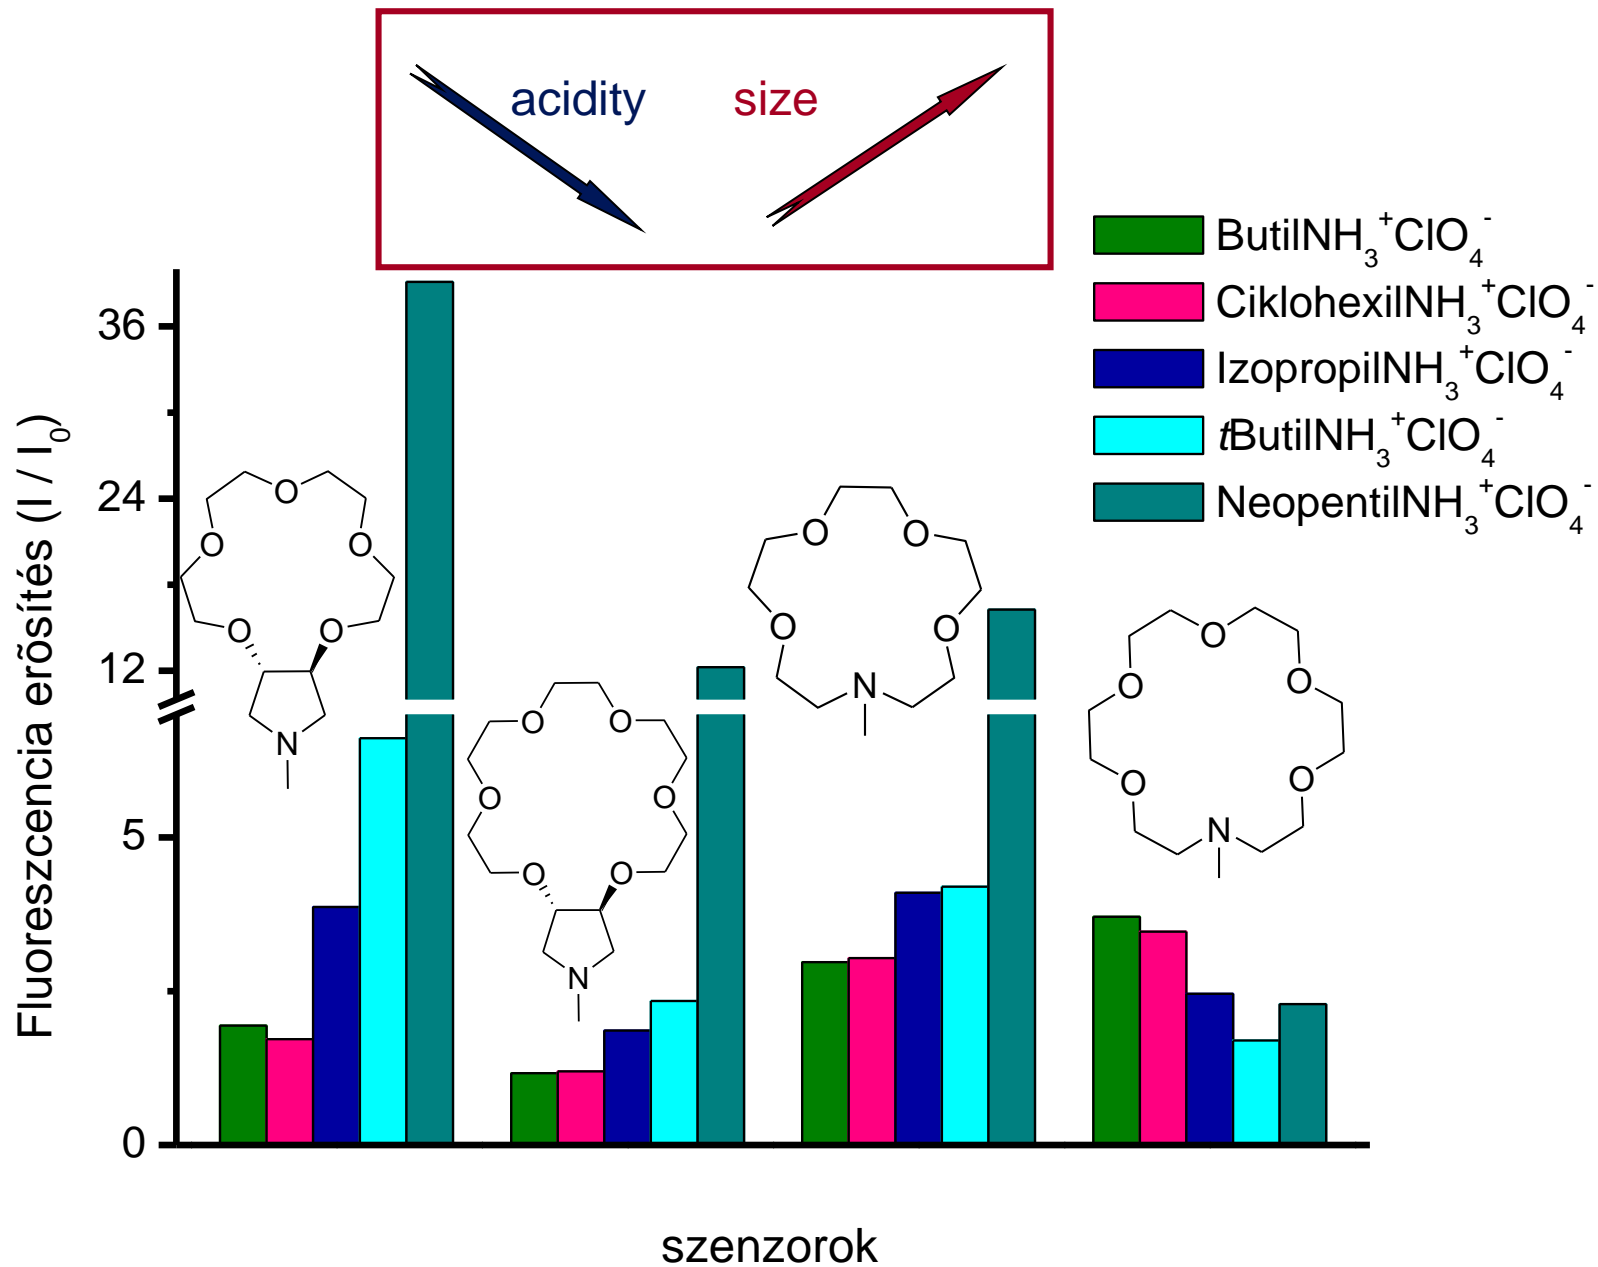 acidity
size
ButilNH₃⁺ClO₄⁻
CiklohexilNH₃⁺ClO₄⁻
IzopropilNH₃⁺ClO₄⁻
tButilNH₃⁺ClO₄⁻
NeopentilNH₃⁺ClO₄⁻
Fluoreszcencia erõsítés (I / I₀)
36
24
12
5
0
O
O
O
O
O
N
O
O
O
O
O
O
N
O
O
O
O
N
O
O
O
O
O
N
szenzorok